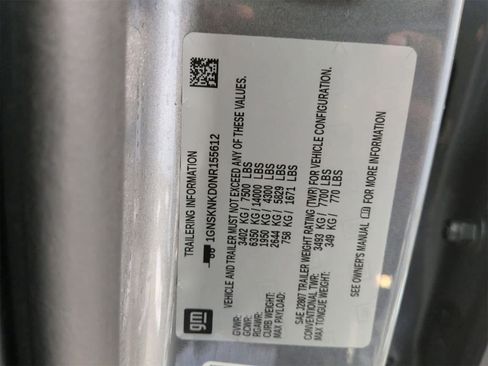 TRAILERING INFORMATION
1GNSKNKD0NR155612
gm
VEHICLE AND TRAILER MUST NOT EXCEED ANY OF THESE VALUES.
GVWR: 3402 KG/ 7500 LBS
GCWR: 6350 KG/ 14000 LBS
RGAWR: 1950 KG/ 4300 LBS
CURB WEIGHT: 2644 KG/ 5829 LBS
MAX PAYLOAD: 758 KG/ 1671 LBS
SAE J2807 TRAILER WEIGHT RATING (TWR) FOR VEHICLE CONFIGURATION.
CONVENTIONAL TWR: 3493 KG/ 7700 LBS
MAX TONGUE WEIGHT: 349 KG/ 770 LBS
SEE OWNER'S MANUAL FOR MORE INFORMATION